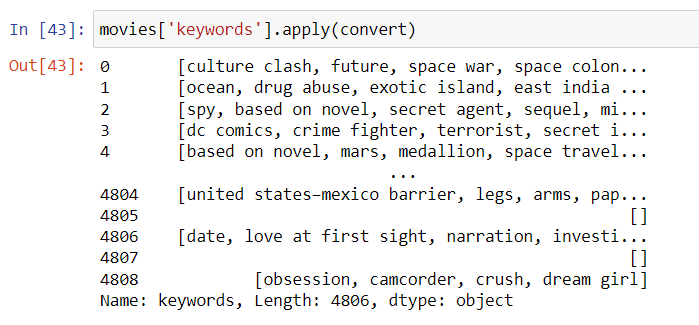 In [43]: movies['keywords'].apply(convert)
Out[43]: 0 [culture clash, future, space war, space colon...
1 [ocean, drug abuse, exotic island, east india ...
2 [spy, based on novel, secret agent, sequel, mi...
3 [dc comics, crime fighter, terrorist, secret i...
4 [based on novel, mars, medallion, space travel...
...
4804 [united states–mexico barrier, legs, arms, pap...
4805 []
4806 [date, love at first sight, narration, investi...
4807 []
4808 [obsession, camcorder, crush, dream girl]
Name: keywords, Length: 4806, dtype: object